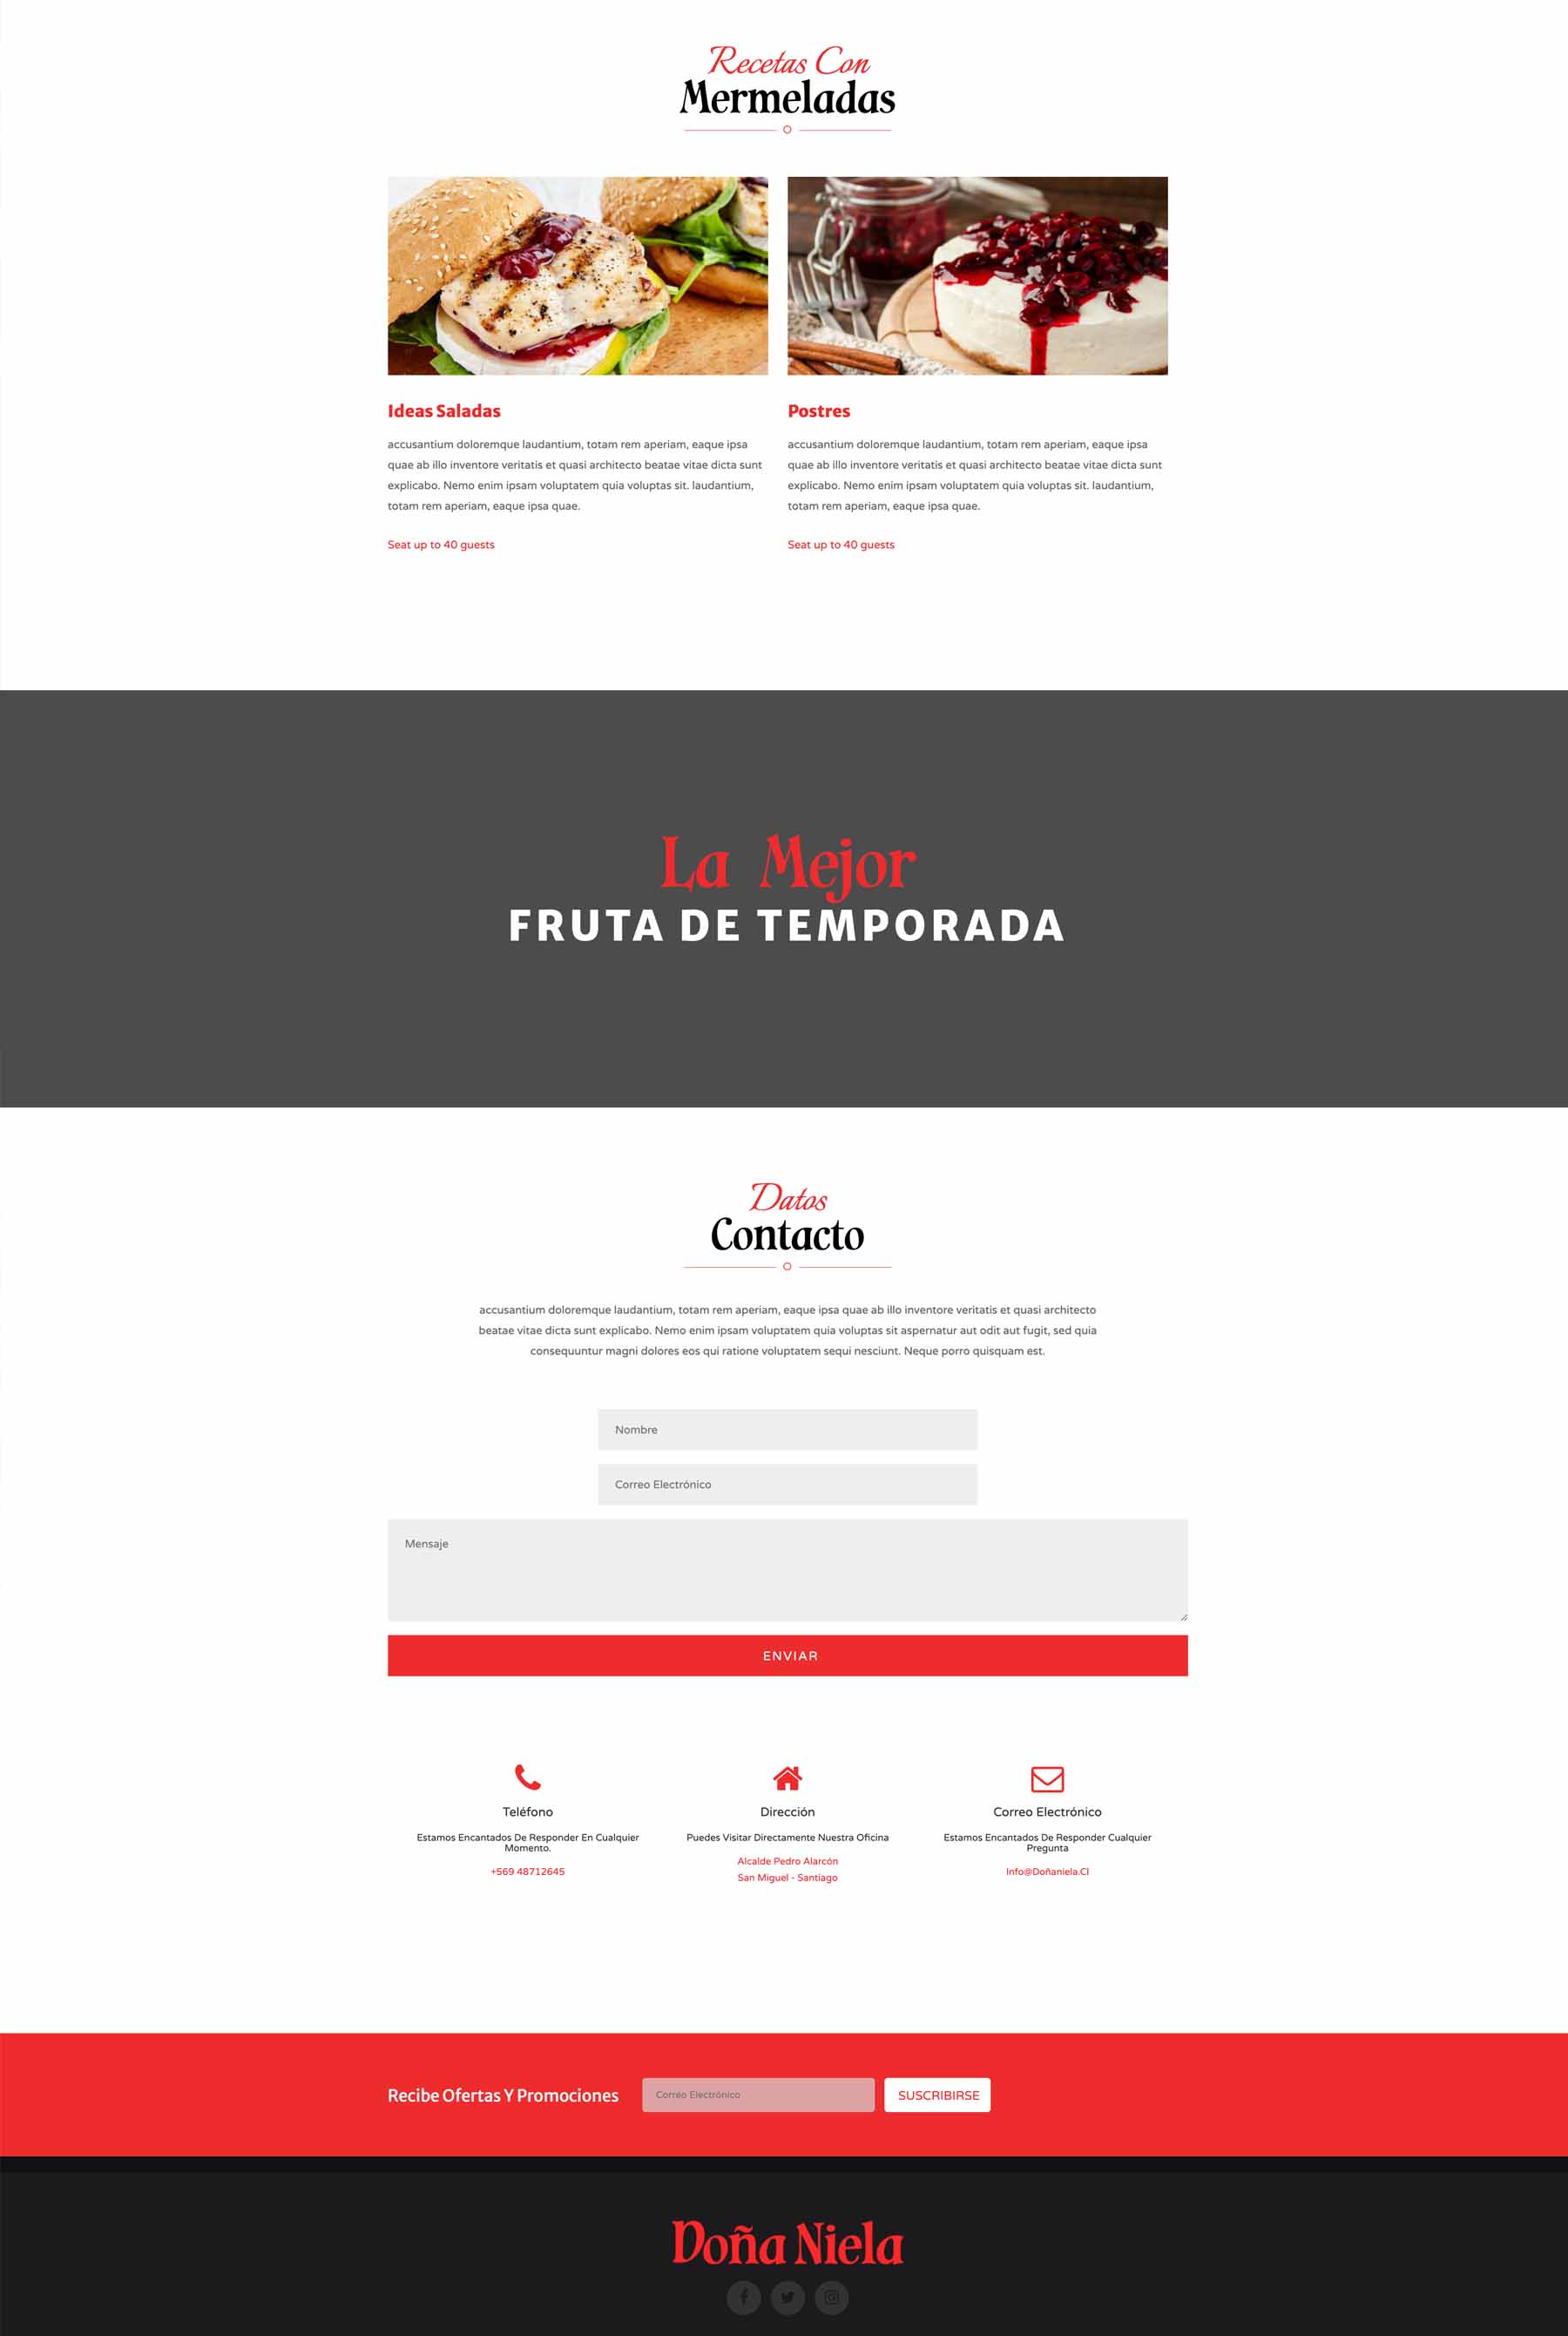 Recetas Con
Mermeladas
Ideas Saladas
accusantium doloremque laudantium, totam rem aperiam, eaque ipsa
quae ab illo inventore veritatis et quasi architecto beatae vitae dicta sunt
explicabo. Nemo enim ipsam voluptatem quia voluptas sit. laudantium,
totam rem aperiam, eaque ipsa quae.
Seat up to 40 guests
Postres
accusantium doloremque laudantium, totam rem aperiam, eaque ipsa
quae ab illo inventore veritatis et quasi architecto beatae vitae dicta sunt
explicabo. Nemo enim ipsam voluptatem quia voluptas sit. laudantium,
totam rem aperiam, eaque ipsa quae.
Seat up to 40 guests
La Mejor
FRUTA DE TEMPORADA
Datos
Contacto
accusantium doloremque laudantium, totam rem aperiam, eaque ipsa quae ab illo inventore veritatis et quasi architecto
beatae vitae dicta sunt explicabo. Nemo enim ipsam voluptatem quia voluptas sit aspernatur aut odit aut fugit, sed quia
consequuntur magni dolores eos qui ratione voluptatem sequi nesciunt. Neque porro quisquam est.
Nombre
Correo Electrónico
Mensaje
ENVIAR
Teléfono
Estamos Encantados De Responder En Cualquier
Momento.
+569 48712645
Dirección
Puedes Visitar Directamente Nuestra Oficina
Alcalde Pedro Alarcón
San Miguel - Santiago
Correo Electrónico
Estamos Encantados De Responder Cualquier
Pregunta
Info@Doñaniela.Cl
Recibe Ofertas Y Promociones
Correo Electrónico
SUSCRIBIRSE
Doña Niela